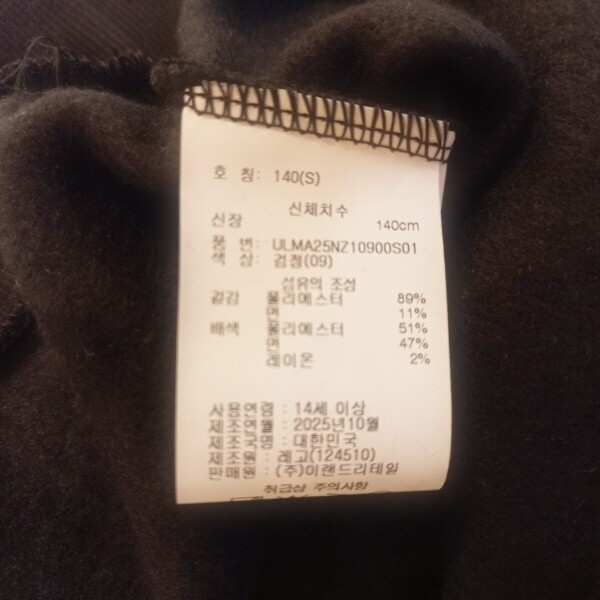 호 칭: 140(S)
신체치수
신장 140cm
품 번: ULMA25NZ10900S01
색 상: 검정(09)
섬유의 조성
겉감 폴리에스터 89%
면 11%
배색 폴리에스터 51%
면 47%
레이온 2%
사용연령 : 14세 이상
제조연월 : 2025년10월
제조국명 : 대한민국
제조원 : 레고(124510)
판매원 : (주)이랜드리테일
취급상 주의사항